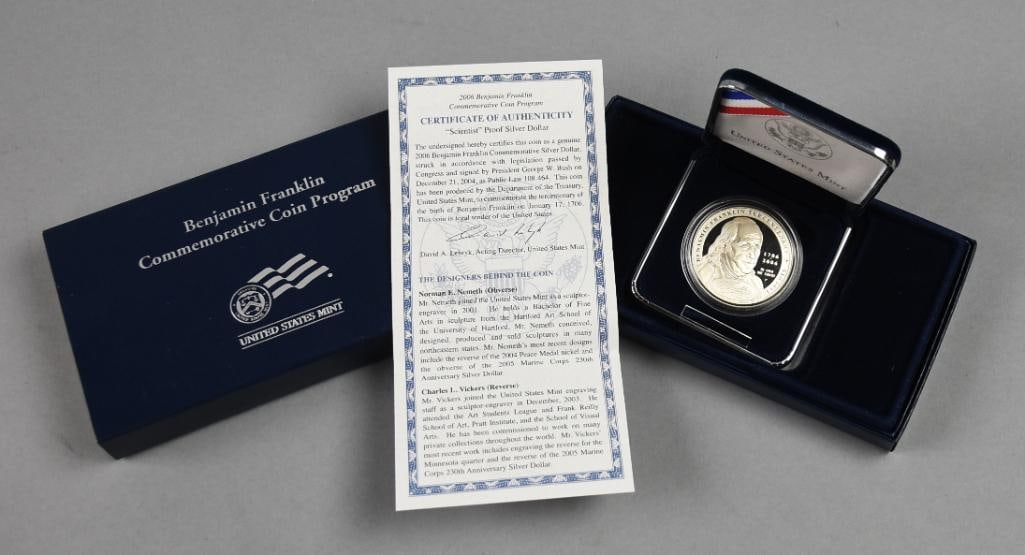 Benjamin Franklin
Commemorative Coin Program
UNITED STATES MINT
2006 Benjamin Franklin
Commemorative Coin Program
CERTIFICATE OF AUTHENTICITY
"Scientist" Proof Silver Dollar
The undersigned hereby certifies this coin as a genuine
2006 Benjamin Franklin Commemorative Silver Dollar,
struck in accordance with legislation passed by
Congress and signed by President George W. Bush on
December 21, 2004, as Public Law 108-464. This coin
has been produced by the Department of the Treasury,
United States Mint, to commemorate the tercentenary of
the birth of Benjamin Franklin on January 17, 1706.
This coin is legal tender of the United States.
David A. Lebryk, Acting Director, United States Mint
THE DESIGNERS BEHIND THE COIN
Norman E. Nemeth (Obverse)
Mr. Nemeth joined the United States Mint as a sculptor-
engraver in 2001. He holds a Bachelor of Fine
Arts in sculpture from the Hartford Art School of
the University of Hartford. Mr. Nemeth conceived,
designed, produced and sold sculptures in many
northeastern states. Mr. Nemeth's most recent designs
include the reverse of the 2004 Peace Medal nickel and
the obverse of the 2005 Marine Corps 230th
Anniversary Silver Dollar
Charles L. Vickers (Reverse)
Mr. Vickers joined the United States Mint engraving
staff as a sculptor-engraver in December, 2003. He
attended the Art Students League and Frank Reilly
School of Art, Pratt Institute, and the School of Visual
Arts. He has been commissioned to work on many
private collections throughout the world. Mr. Vickers'
most recent work includes engraving the reverse for the
Minnesota quarter and the reverse of the 2005 Marine
Corps 230th Anniversary Silver Dollar.
UNITED STATES MINT
BENJAMIN FRANKLIN TERCENTENARY
1706
2006
IN GOD
WE TRUST